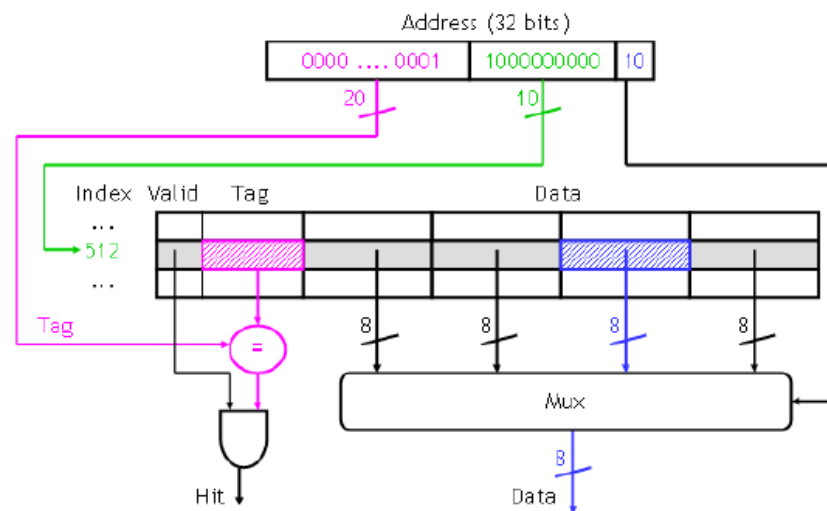 Address (32 bits)
0000 .... 0001 1000000000 10
20 10
Index Valid Tag Data
...
512
...
Tag 8 8 8 8
=
Mux
8
Hit Data